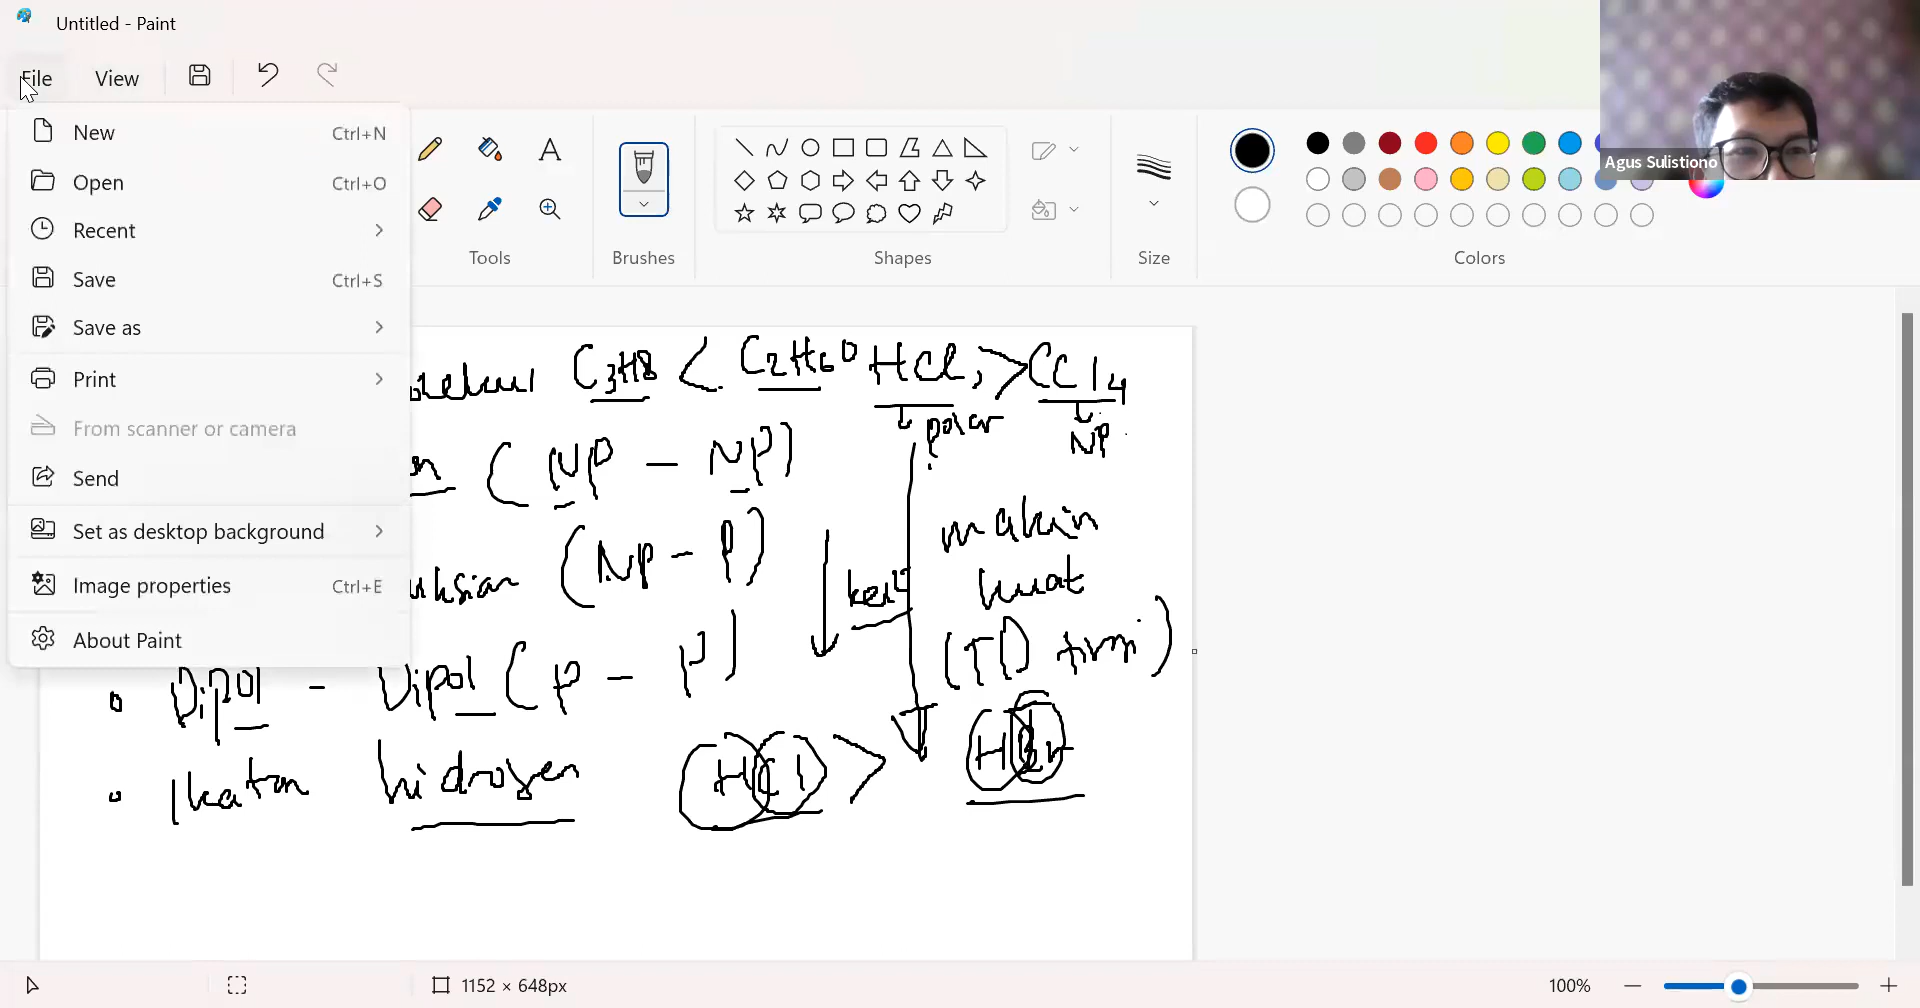 Untitled - Paint
File View
New Ctrl+N
Open Ctrl+O
Recent
Save Ctrl+S
Save as
Print
From scanner or camera
Send
Set as desktop background
Image properties Ctrl+E
About Paint
Tools Brushes Shapes Size Colors
Agus Sulistiono
C3H8 < C2H6O HCl, > CCl4
polar NP
(NP - NP)
(NP - P)
makin
kuat
(TD
Dipol - Dipol (P - P)
Ikatan hidrogen HCl > HBr
1152 × 648px 100%